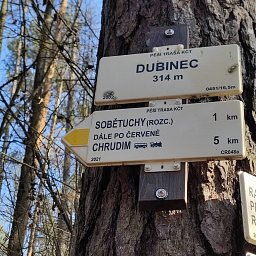 PĚŠÍ TRASA KČT
DUBINEC
314 m
PĚŠÍ TRASA KČT
SOBĚTUCHY (ROZC.) 1 km
DÁLE PO ČERVENÉ
CHRUDIM 5 km
2021